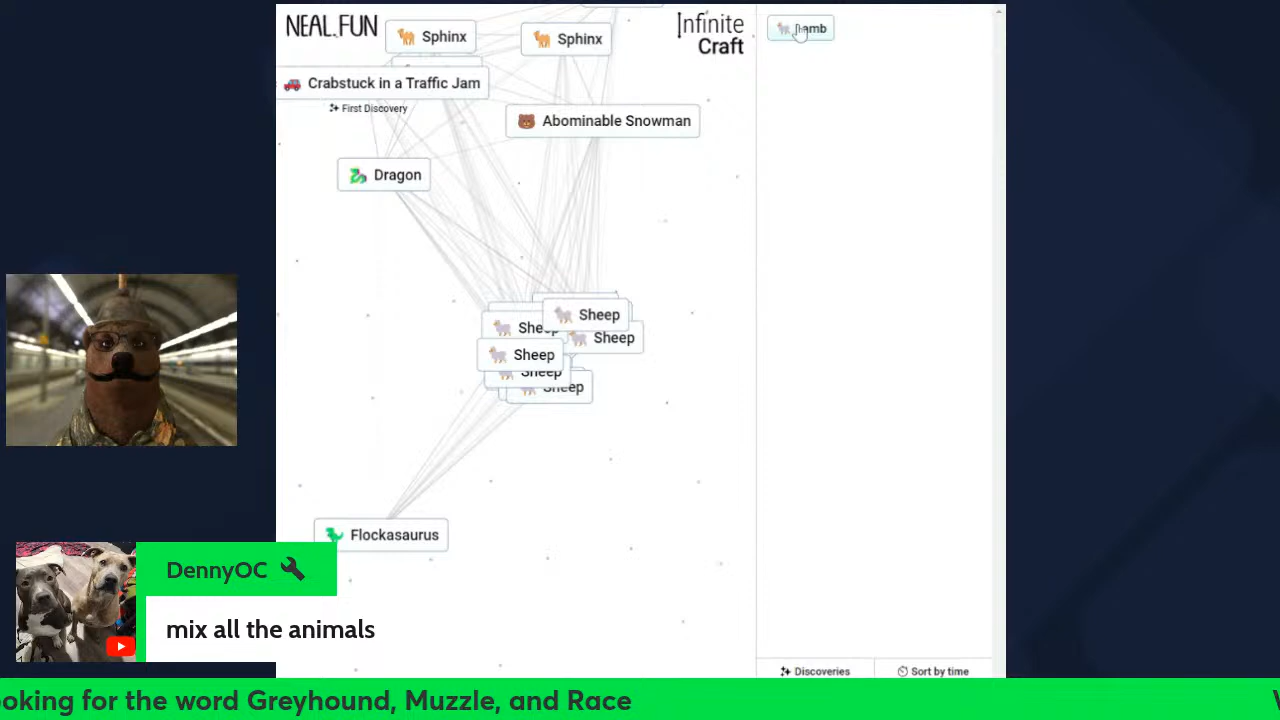 NEAL.FUN
Sphinx
Sphinx
Infinite
Craft
Crabstuck in a Traffic Jam
First Discovery
Abominable Snowman
Dragon
Sheep
Sheep
Sheep
Sheep
Sheep
Sheep
Flockasaurus
Discoveries
Sort by time
DennyOC
mix all the animals
ooking for the word Greyhound, Muzzle, and Race